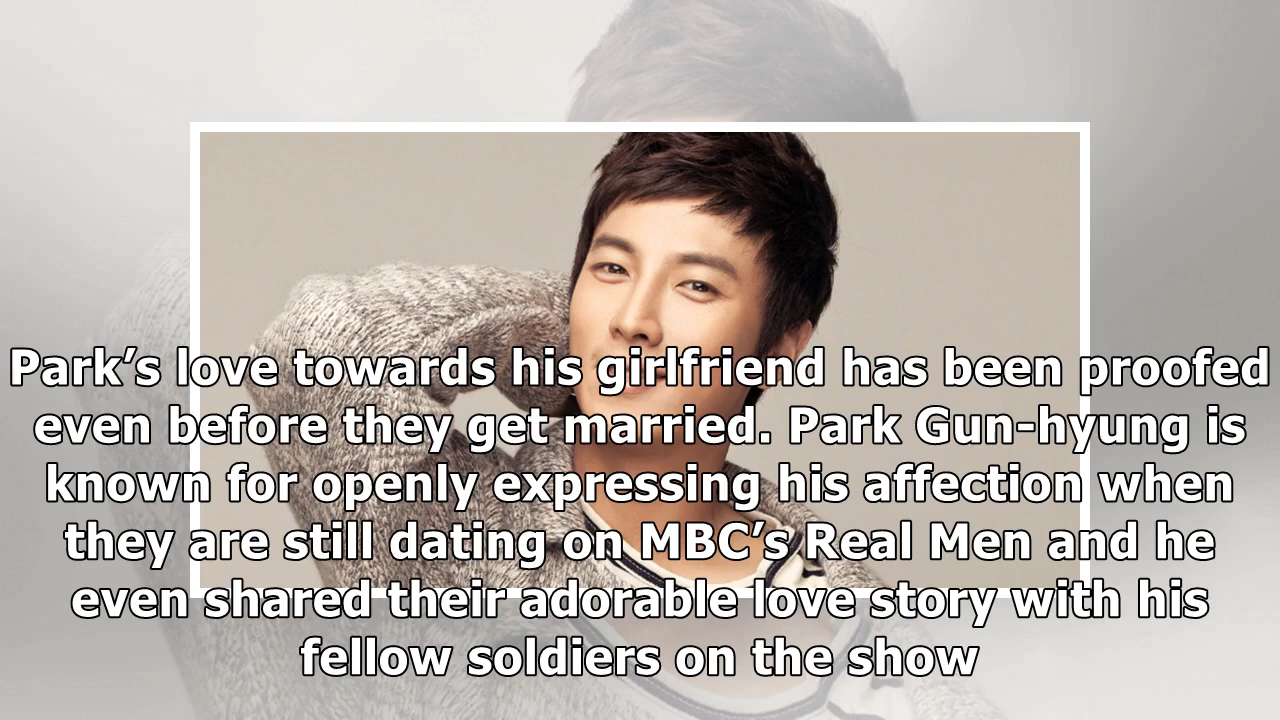 Park’s love towards his girlfriend has been proofed
even before they get married. Park Gun-hyung is
known for openly expressing his affection when
they are still dating on MBC’s Real Men and he
even shared their adorable love story with his
fellow soldiers on the show